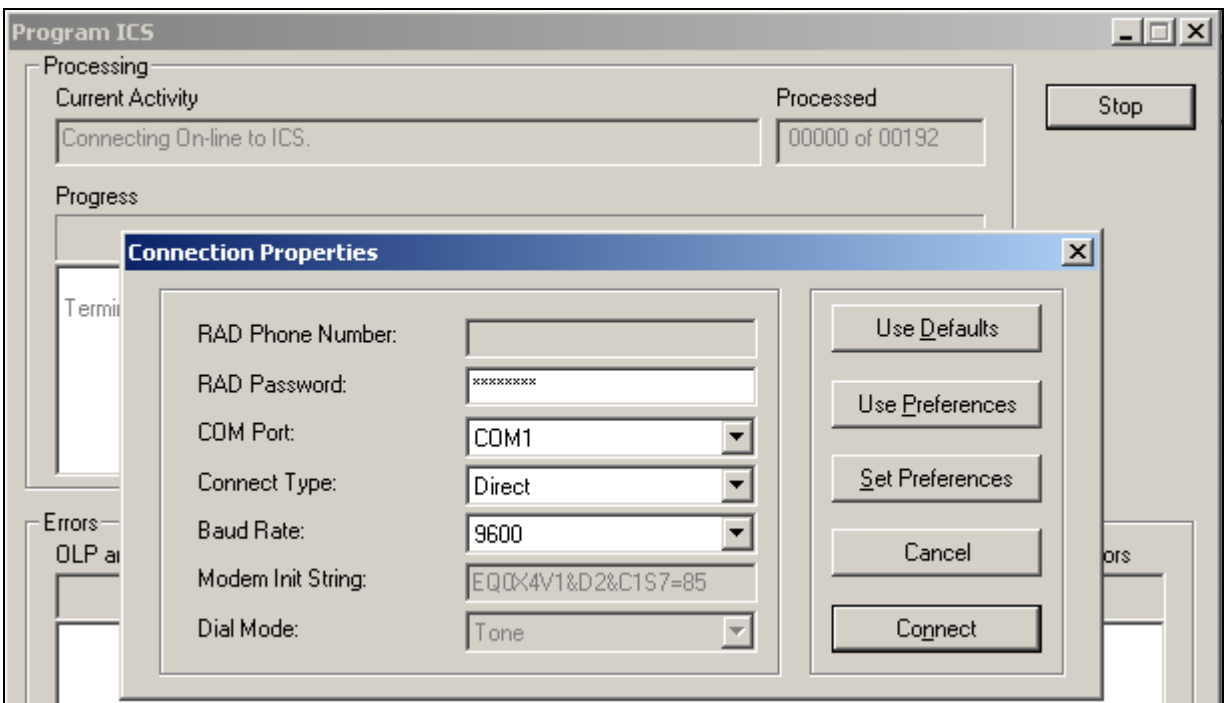 Program ICS
Processing
Current Activity
Processed
Connecting On-line to ICS.
00000 of 00192
Stop
Progress
Connection Properties
RAD Phone Number:
RAD Password:
********
COM Port:
COM1
Connect Type:
Direct
Baud Rate:
9600
Modem Init String:
EQ0X4V1&D2&C1S7=85
Dial Mode:
Tone
Use Defaults
Use Preferences
Set Preferences
Cancel
Connect
Errors
OLP